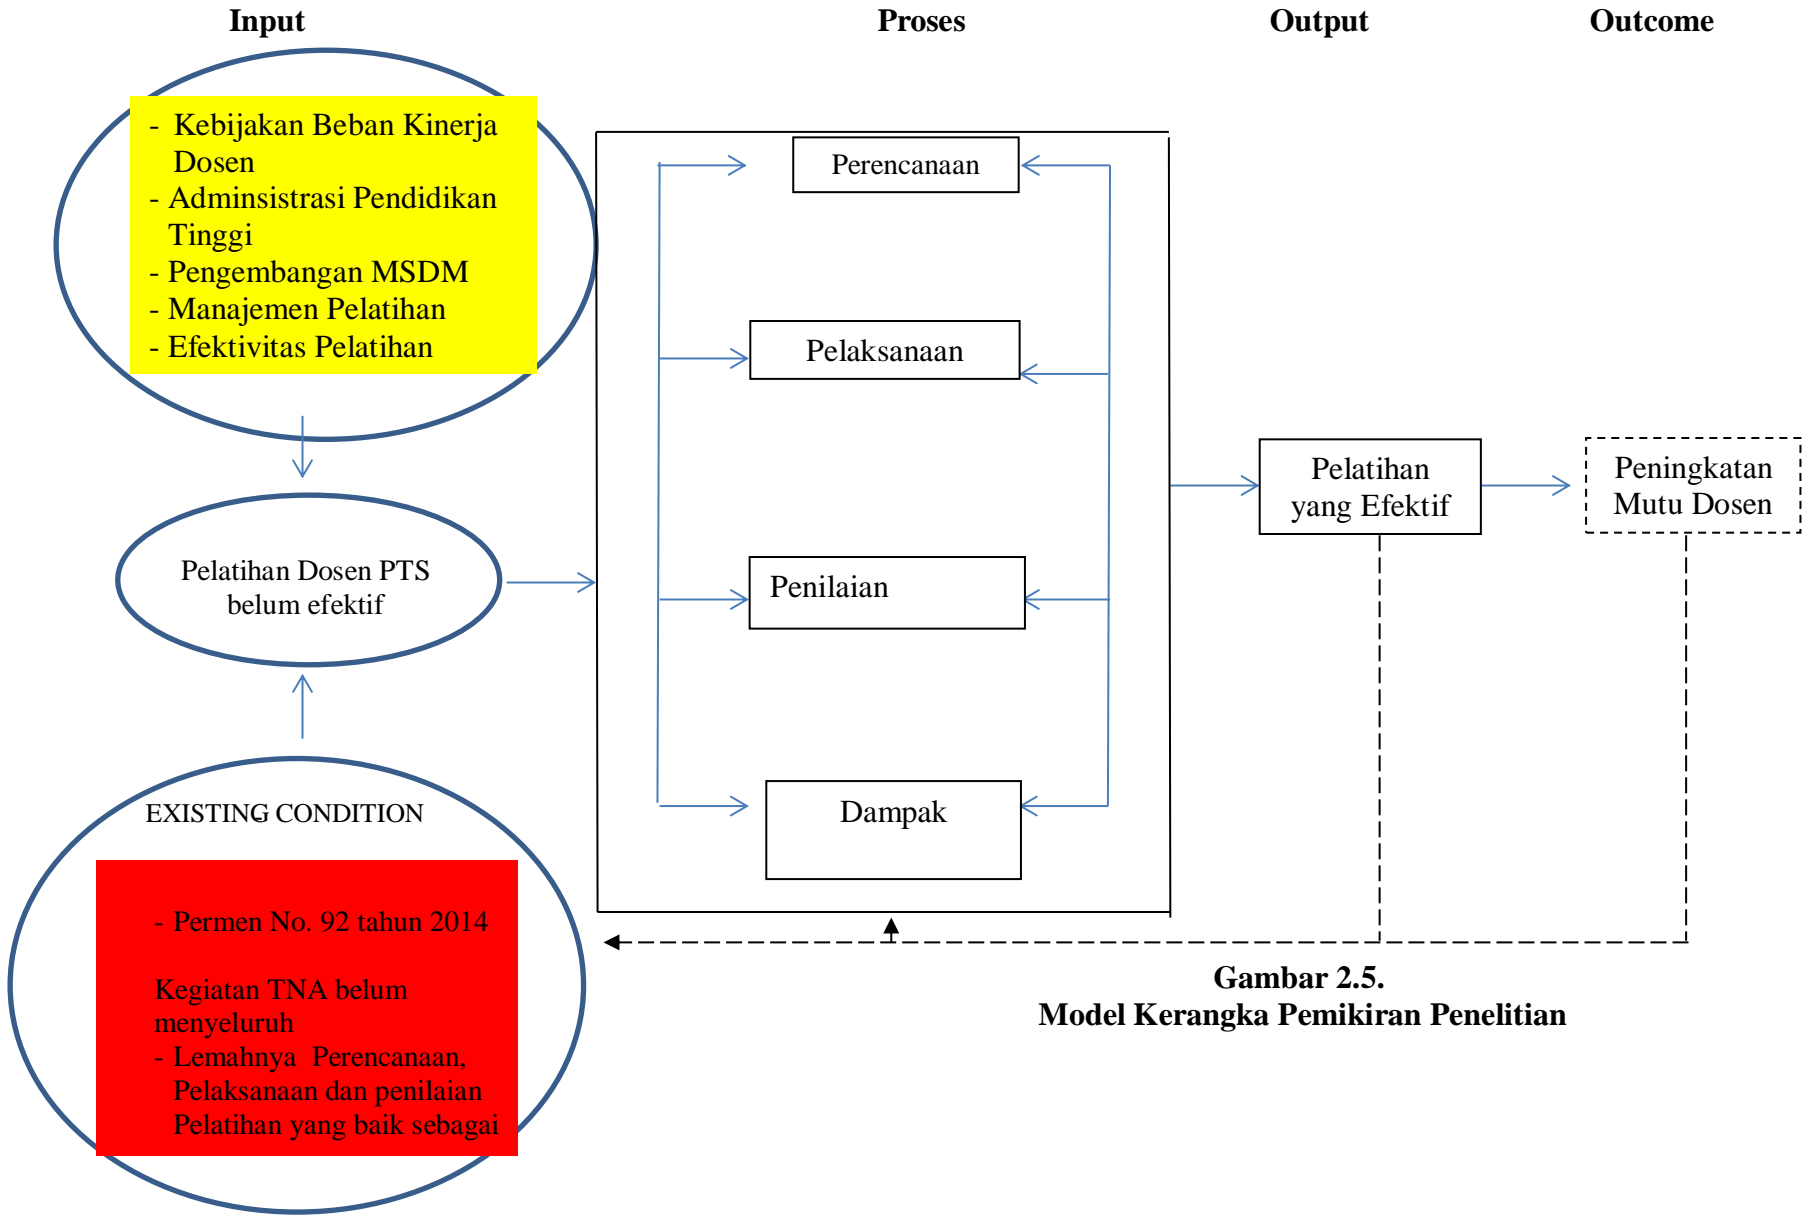 Input
Proses
Output
Outcome
- Kebijakan Beban Kinerja
Dosen
- Adminsistrasi Pendidikan
Tinggi
- Pengembangan MSDM
- Manajemen Pelatihan
- Efektivitas Pelatihan
Pelatihan Dosen PTS
belum efektif
EXISTING CONDITION
- Permen No. 92 tahun 2014
Kegiatan TNA belum
menyeluruh
- Lemahnya Perencanaan,
Pelaksanaan dan penilaian
Pelatihan yang baik sebagai
Perencanaan
Pelaksanaan
Penilaian
Dampak
Pelatihan
yang Efektif
Peningkatan
Mutu Dosen
Gambar 2.5.
Model Kerangka Pemikiran Penelitian